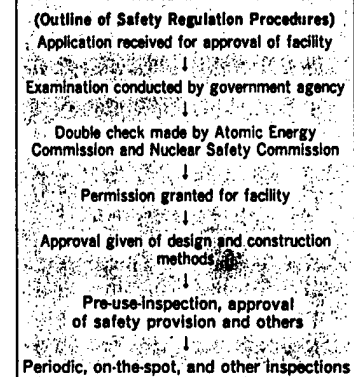 (Outline of Safety Regulation Procedures)
Application received for approval of facility
↓
Examination conducted by government agency
↓
Double check made by Atomic Energy
Commission and Nuclear Safety Commission
↓
Permission granted for facility
↓
Approval given of design and construction
methods
↓
Pre-use-inspection, approval
of safety provision and others
↓
Periodic, on-the-spot, and other inspections